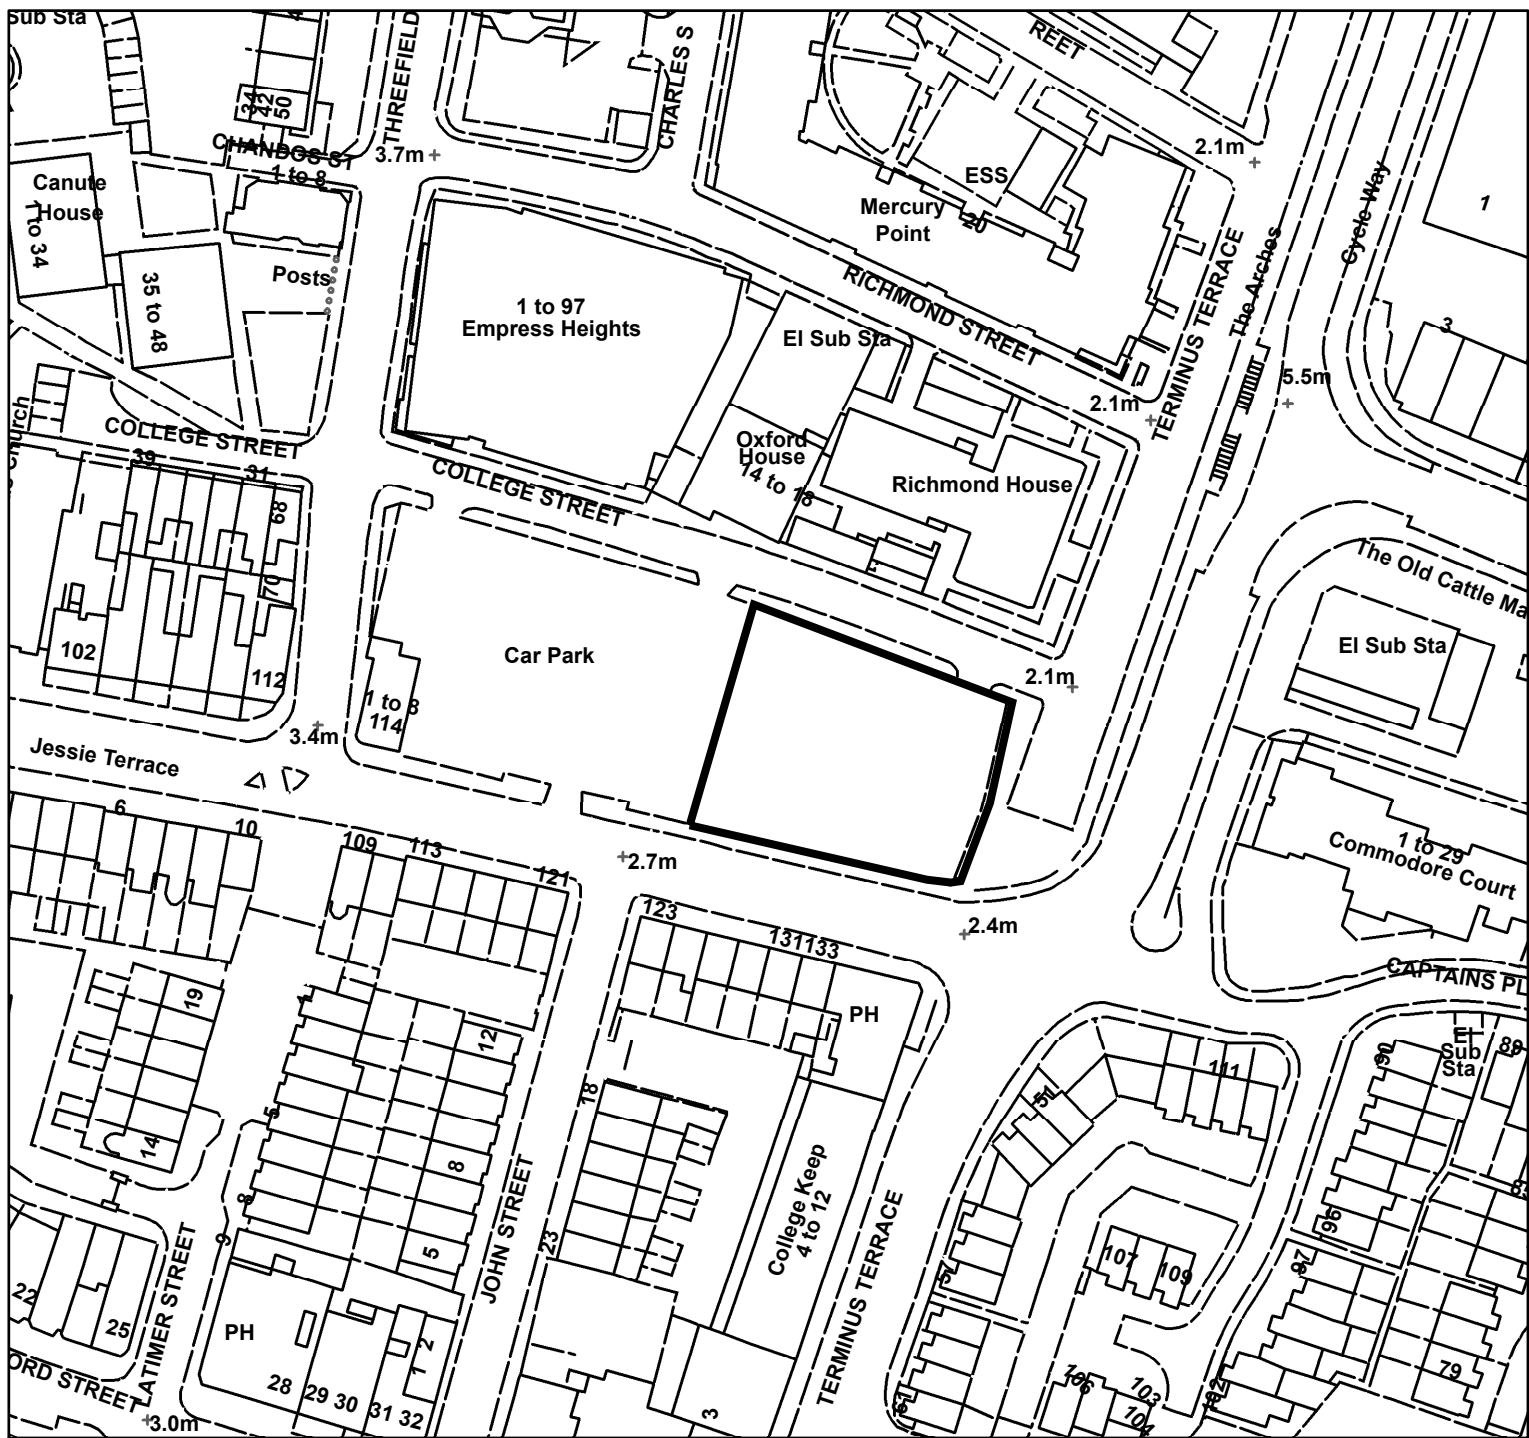 Sub Sta
34
42
50
THREEFIELD
CHARLES S
REET
CHANDOS ST
3.7m
1 to 8
2.1m
Canute
House
1 to 34
35 to 48
Posts
ESS
Mercury
Point
20
Cycle Way
1
The Arches
TERMINUS TERRACE
RICHMOND STREET
1 to 97
Empress Heights
El Sub Sta
3
5.5m
2.1m
church
COLLEGE STREET
39
31
68
70
COLLEGE STREET
Oxford
House
14 to 18
Richmond House
The Old Cattle Ma
El Sub Sta
102
112
Car Park
1 to 8
114
2.1m
3.4m
Jessie Terrace
6
10
109
113
121
2.7m
1 to 29
Commodore Court
123
131133
2.4m
CAPTAINS PL
PH
19
1
12
14
5
8
8
9
5
18
23
JOHN STREET
College Keep
4 to 12
TERMINUS TERRACE
51
111
90
El
Sub
Sta
89
96
97
107
109
57
61
22
25
LATIMER STREET
ORD STREET
3.0m
PH
28
29
30
31
32
1
2
3
106
103
104
102
79